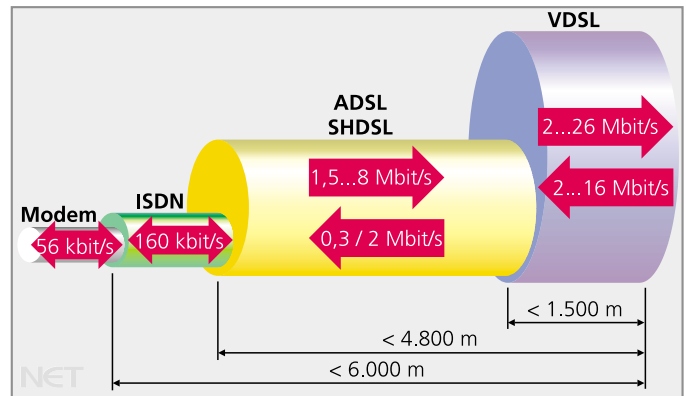 VDSL
ADSL
SHDSL
2...26 Mbit/s
1,5...8 Mbit/s
2...16 Mbit/s
ISDN
Modem
56 kbit/s
160 kbit/s
0,3 / 2 Mbit/s
< 1.500 m
< 4.800 m
< 6.000 m
NET